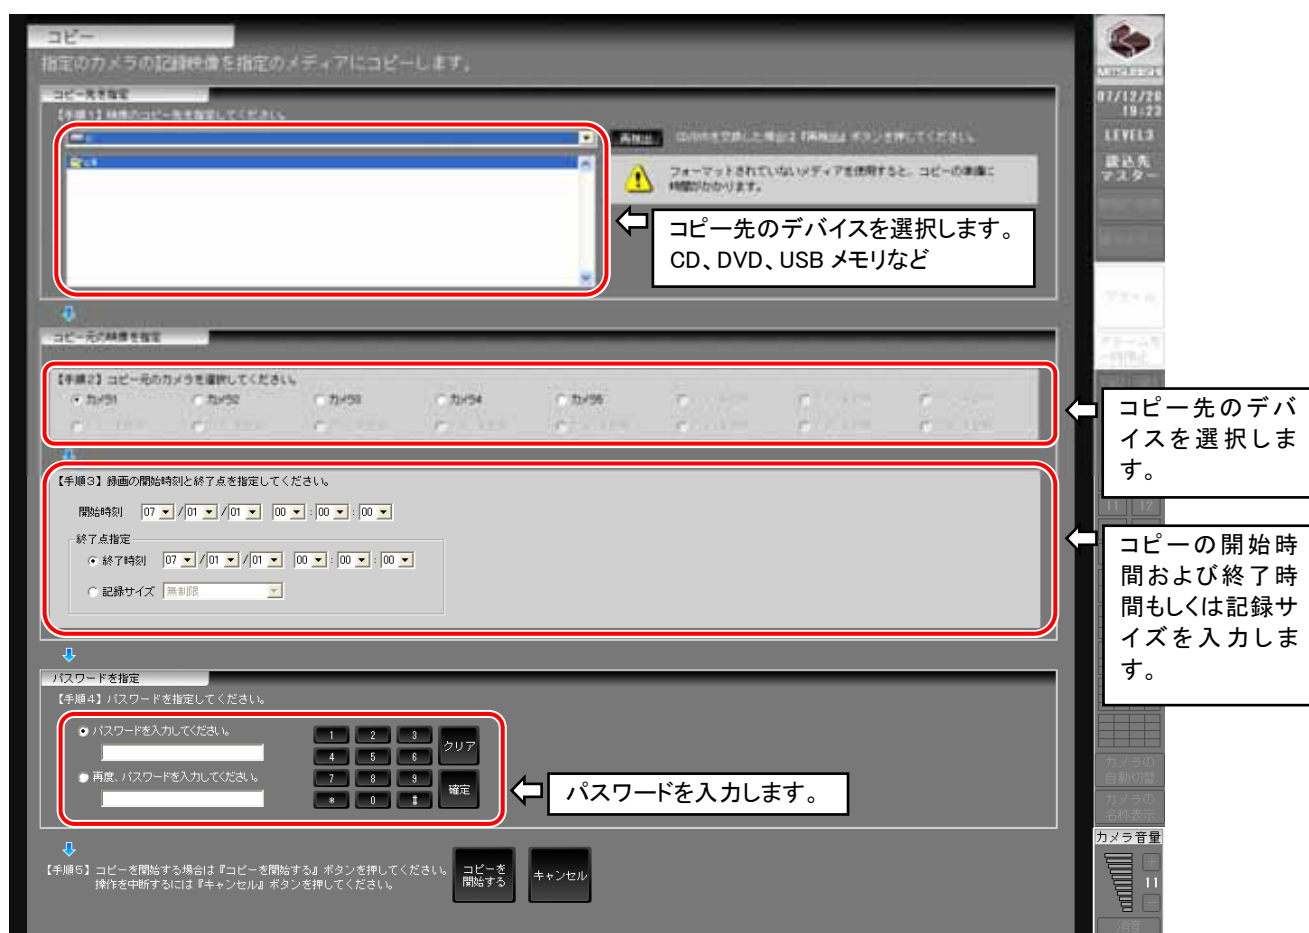 コピー
指定のカメラの記録映像を指定のメディアにコピーします。
コピー先を指定
【手順1】映像のコピー先を指定してください。
再検出
フォーマットされていないメディアを使用すると、コピーの準備に
時間がかかります。
コピー先のデバイスを選択します。
CD、DVD、USB メモリなど
コピー元の映像を指定
【手順2】コピー元のカメラを選択してください。
カメラ1 カメラ2 カメラ3 カメラ4 カメラ5
コピー先のデバ
イスを選択しま
す。
【手順3】録画の開始時刻と終了点を指定してください。
開始時刻 07 / 01 / 01 00 : 00 : 00
終了点指定
終了時刻 07 / 01 / 01 00 : 00 : 00
記録サイズ 無制限
コピーの開始時
間および終了時
間もしくは記録サ
イズを入力しま
す。
パスワードを指定
【手順4】パスワードを指定してください。
パスワードを入力してください。
再度、パスワードを入力してください。
1 2 3
4 5 6
7 8 9
* 0 #
クリア
確定
パスワードを入力します。
【手順5】コピーを開始する場合は『コピーを開始する』ボタンを押してください。
操作を中断するには『キャンセル』ボタンを押してください。
コピーを
開始する
キャンセル
MITSUBISHI
07/12/28
19:23
LEVEL3
読込先
マスター
アラーム
アラームを
一時停止
11 12
カメラの
自動切替
カメラの
名称表示
カメラ音量
+
11
-
消音